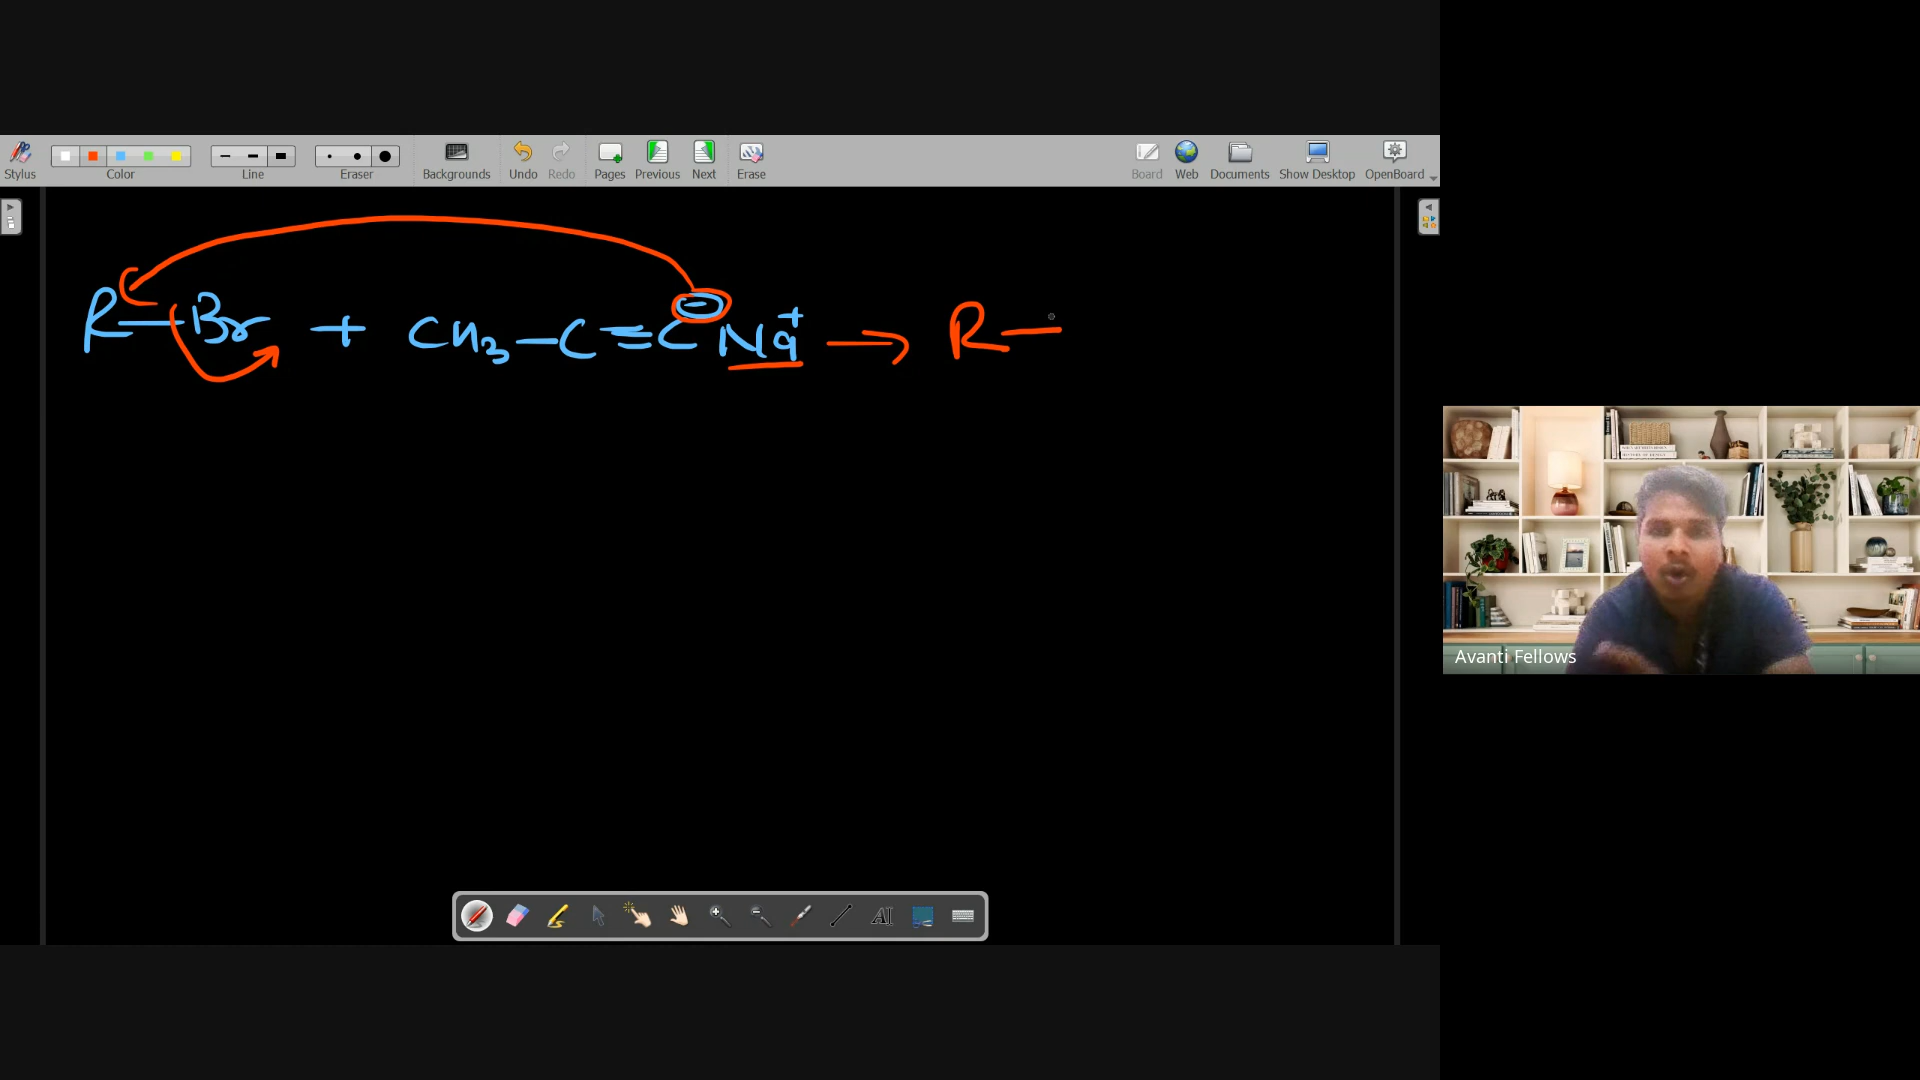 Stylus Color Line Eraser Backgrounds Undo Redo Pages Previous Next Erase Board Web Documents Show Desktop OpenBoard
R—Br + CH₃—C≡C⊖ Na⁺ → R—
Avanti Fellows
AI